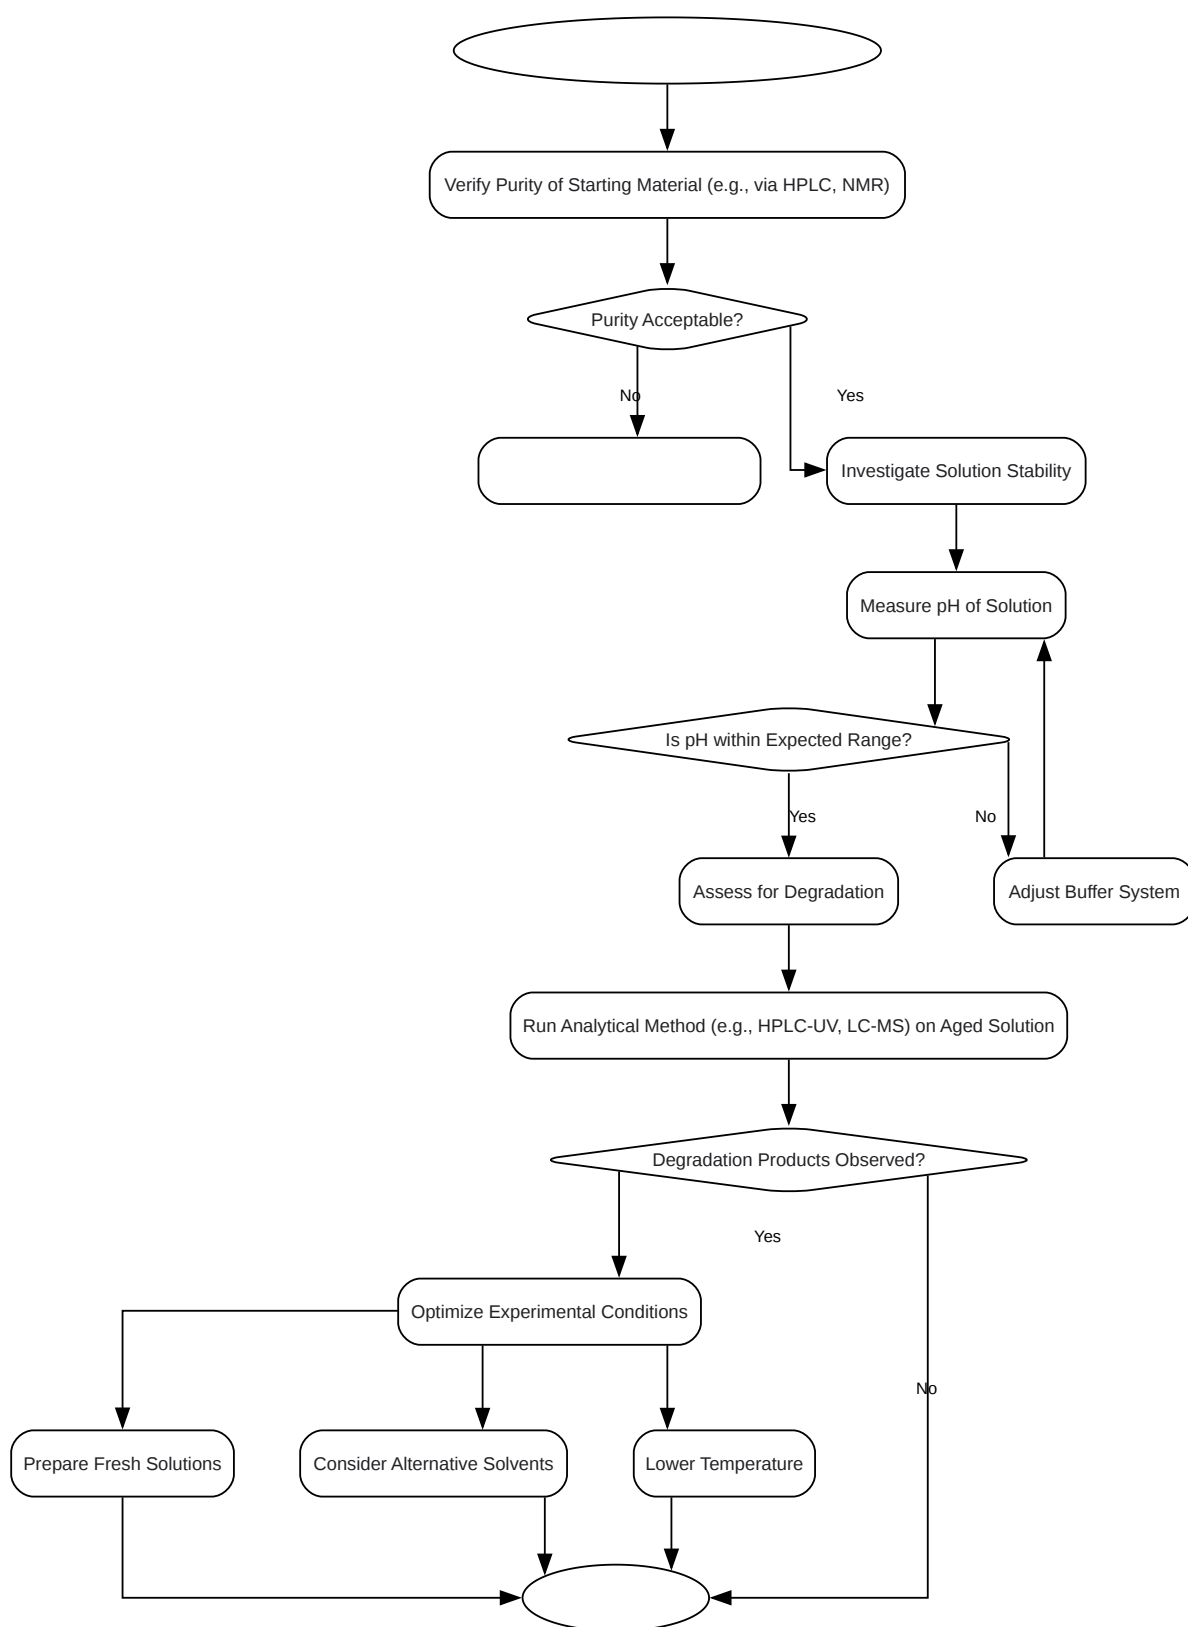 Verify Purity of Starting Material (e.g., via HPLC, NMR)
Purity Acceptable?
No
Yes
Investigate Solution Stability
Measure pH of Solution
Is pH within Expected Range?
Yes
No
Assess for Degradation
Adjust Buffer System
Run Analytical Method (e.g., HPLC-UV, LC-MS) on Aged Solution
Degradation Products Observed?
Yes
Optimize Experimental Conditions
No
Prepare Fresh Solutions
Consider Alternative Solvents
Lower Temperature